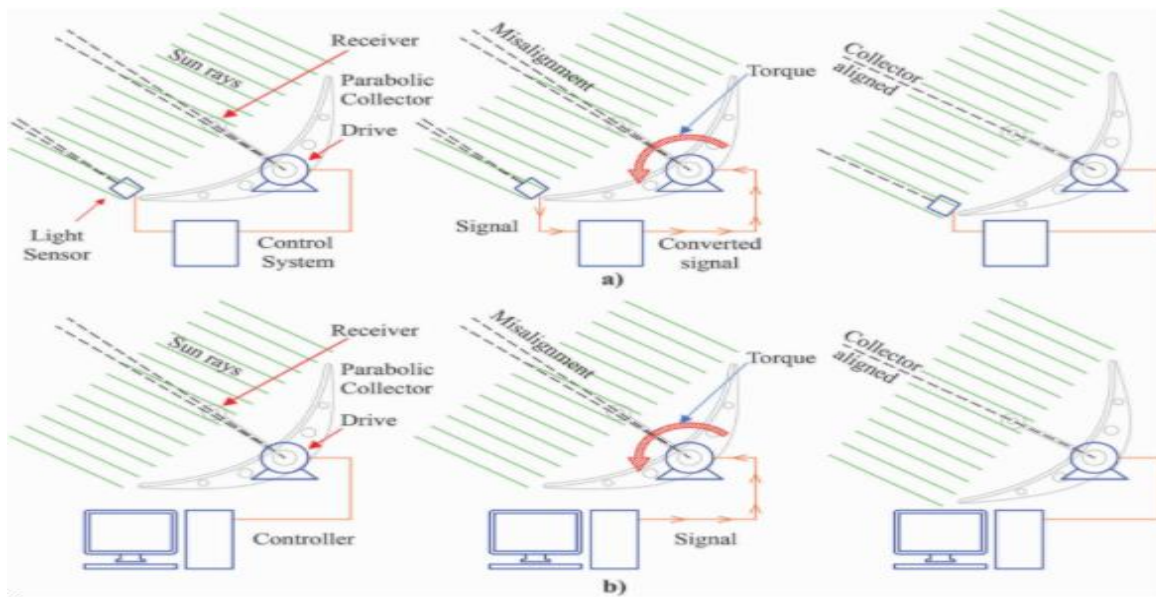 Receiver
Sun rays
Parabolic
Collector
Drive
Light
Sensor
Control
System
Misalignment
Torque
Signal
Converted
signal
Collector
aligned
a)
Receiver
Sun rays
Parabolic
Collector
Drive
Controller
Misalignment
Torque
Signal
Collector
aligned
b)